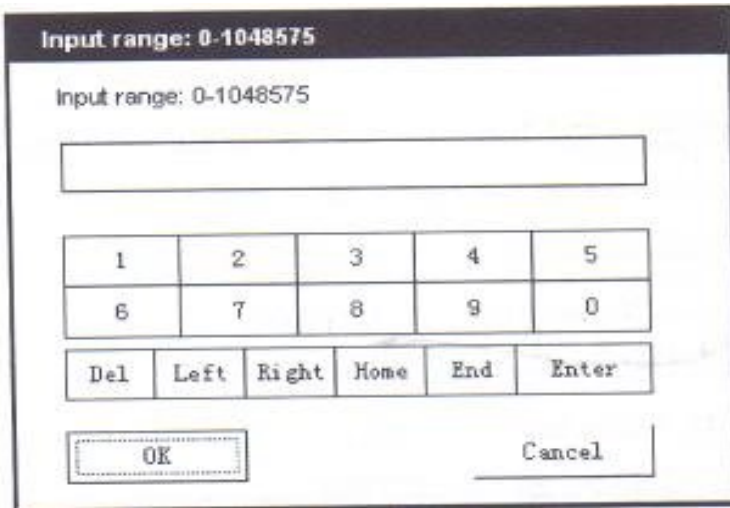 Input range: 0-1048575
Input range: 0-1048575
1 2 3 4 5
6 7 8 9 0
Del Left Right Home End Enter
OK Cancel